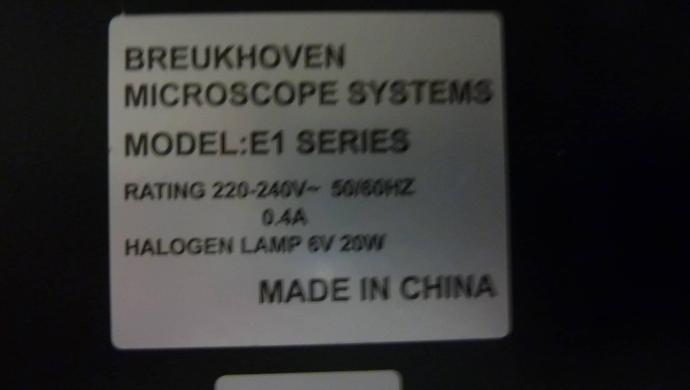 BREUKHOVEN
MICROSCOPE SYSTEMS
MODEL:E1 SERIES
RATING 220-240V~ 50/60HZ
0.4A
HALOGEN LAMP 6V 20W
MADE IN CHINA